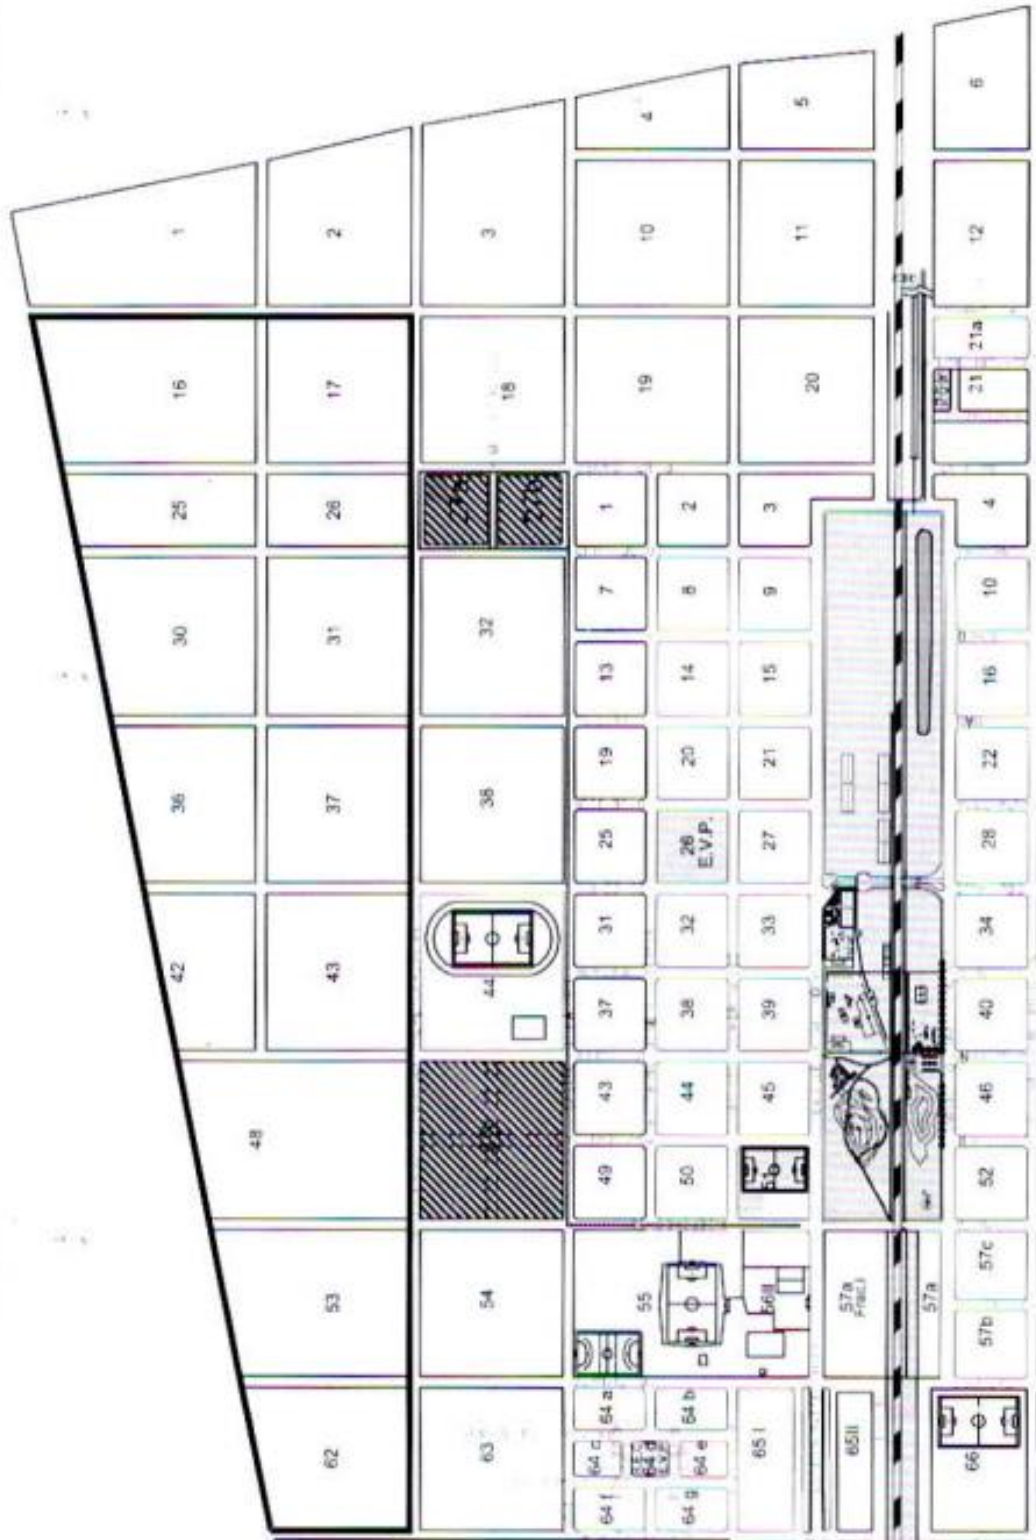 42 36 30 25 16 1
48
62 53 43 37 31 26 17 2
63 54 44 38 32 18 3
64 f 64 c 64 a 55 49 43 37 31 25 19 13 7 1 19 10 4
64 d
64 g 64 e 64 b 50 44 38 32 26 20 14 8 2
E.V.P.
65 I 56II 51 45 39 33 27 21 15 9 3 20 11 5
65II 57a
57a
66 57b 57c 52 46 40 34 28 22 16 10 4 21 21a 12 6